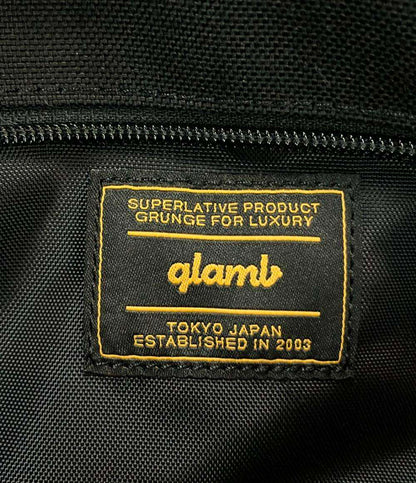 SUPERLATIVE PRODUCT
GRUNGE FOR LUXURY
glamb
TOKYO JAPAN
ESTABLISHED IN 2003